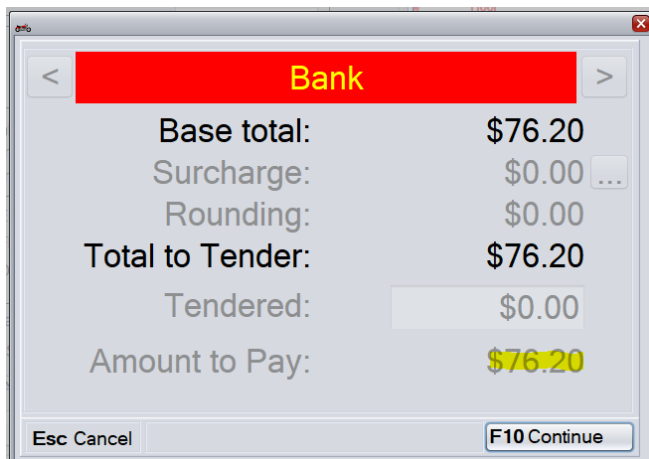 < Bank >
Base total: $76.20
Surcharge: $0.00 ...
Rounding: $0.00
Total to Tender: $76.20
Tendered: $0.00
Amount to Pay: $76.20
Esc Cancel F10 Continue